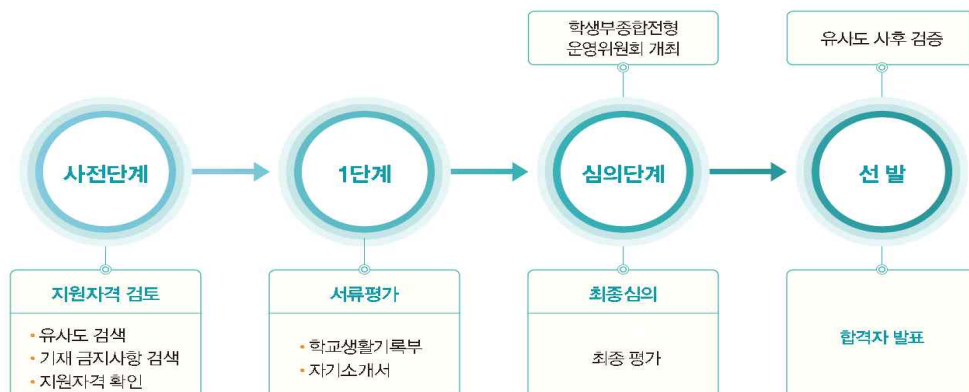 학생부종합전형
운영위원회 개최
유사도 사후 검증
사전단계
1단계
심의단계
선 발
지원자격 검토
• 유사도 검색
• 기재 금지사항 검색
• 지원자격 확인
서류평가
• 학교생활기록부
• 자기소개서
최종심의
최종 평가
합격자 발표